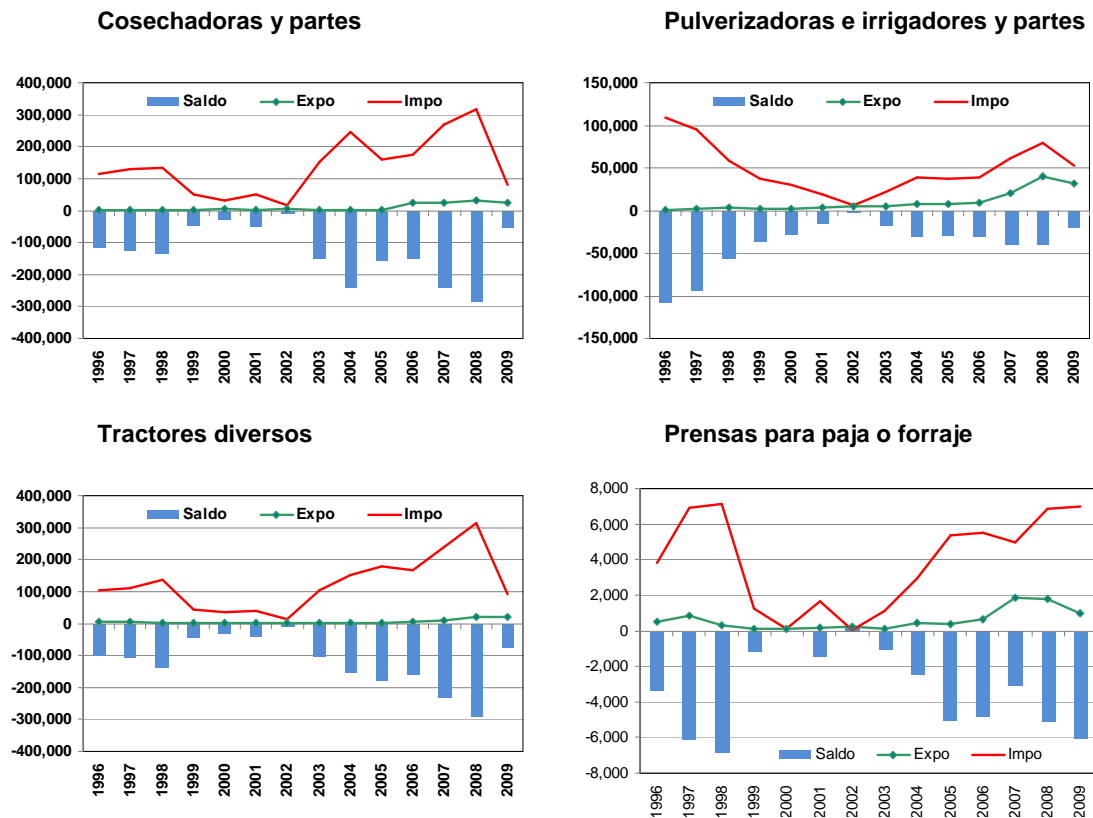 Cosechadoras y partes
400,000
300,000
200,000
100,000
0
-100,000
-200,000
-300,000
-400,000
Saldo Expo Impo
1996 1997 1998 1999 2000 2001 2002 2003 2004 2005 2006 2007 2008 2009
Pulverizadoras e irrigadores y partes
150,000
100,000
50,000
0
-50,000
-100,000
-150,000
Saldo Expo Impo
1996 1997 1998 1999 2000 2001 2002 2003 2004 2005 2006 2007 2008 2009
Tractores diversos
400,000
300,000
200,000
100,000
0
-100,000
-200,000
-300,000
-400,000
Saldo Expo Impo
1996 1997 1998 1999 2000 2001 2002 2003 2004 2005 2006 2007 2008 2009
Prensas para paja o forraje
8,000
6,000
4,000
2,000
0
-2,000
-4,000
-6,000
-8,000
Saldo Expo Impo
1996 1997 1998 1999 2000 2001 2002 2003 2004 2005 2006 2007 2008 2009